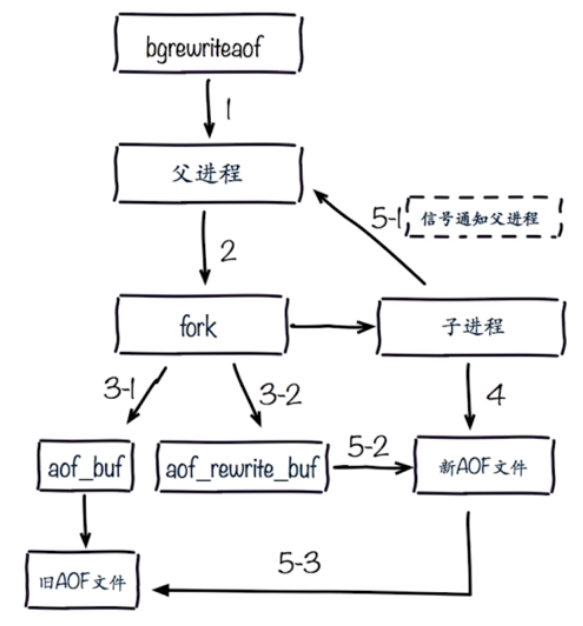 bgrewriteaof
1
父进程
5-1
信号通知父进程
2
fork
子进程
3-1
3-2
4
aof_buf
aof_rewrite_buf
5-2
新AOF文件
旧AOF文件
5-3